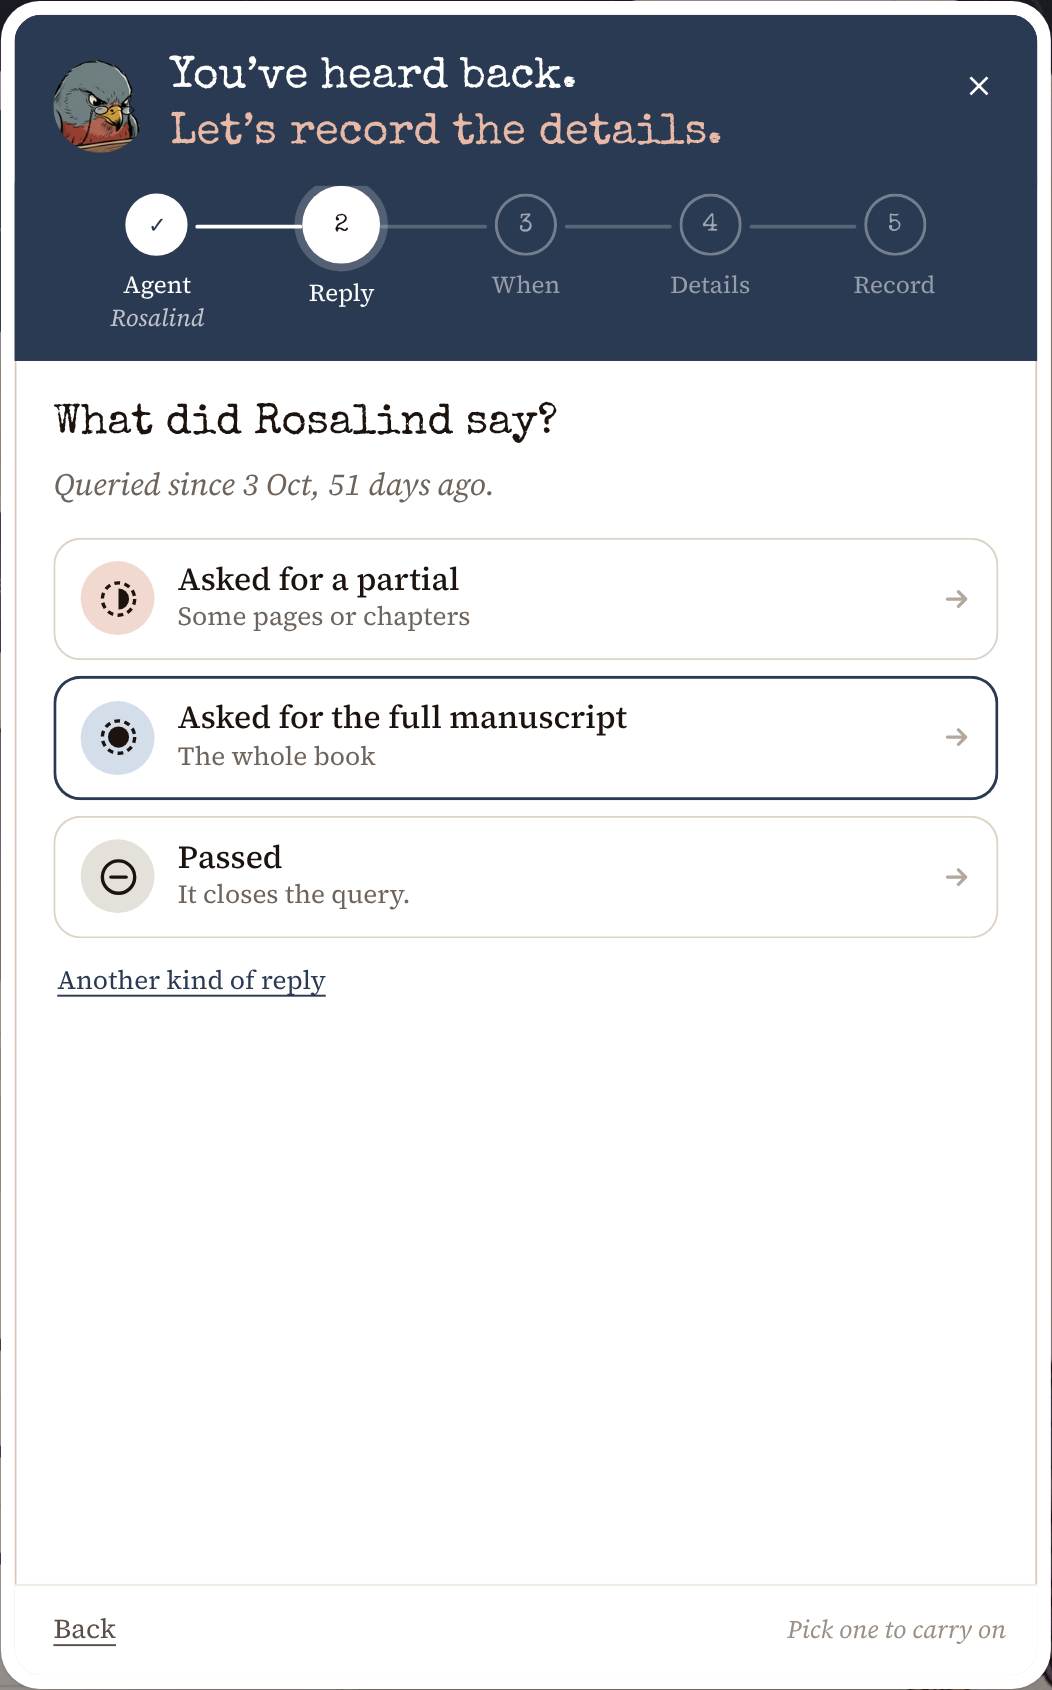 You’ve heard back.
Let’s record the details.
✓
2
3
4
5
Agent
Reply
When
Details
Record
Rosalind
What did Rosalind say?
Queried since 3 Oct, 51 days ago.
Asked for a partial
Some pages or chapters
Asked for the full manuscript
The whole book
Passed
It closes the query.
Another kind of reply
Back
Pick one to carry on